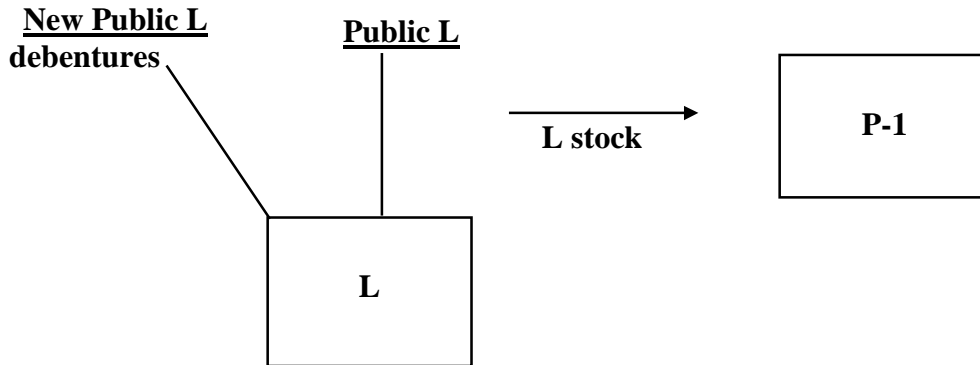 New Public L
debentures
Public L
L stock
P-1
L